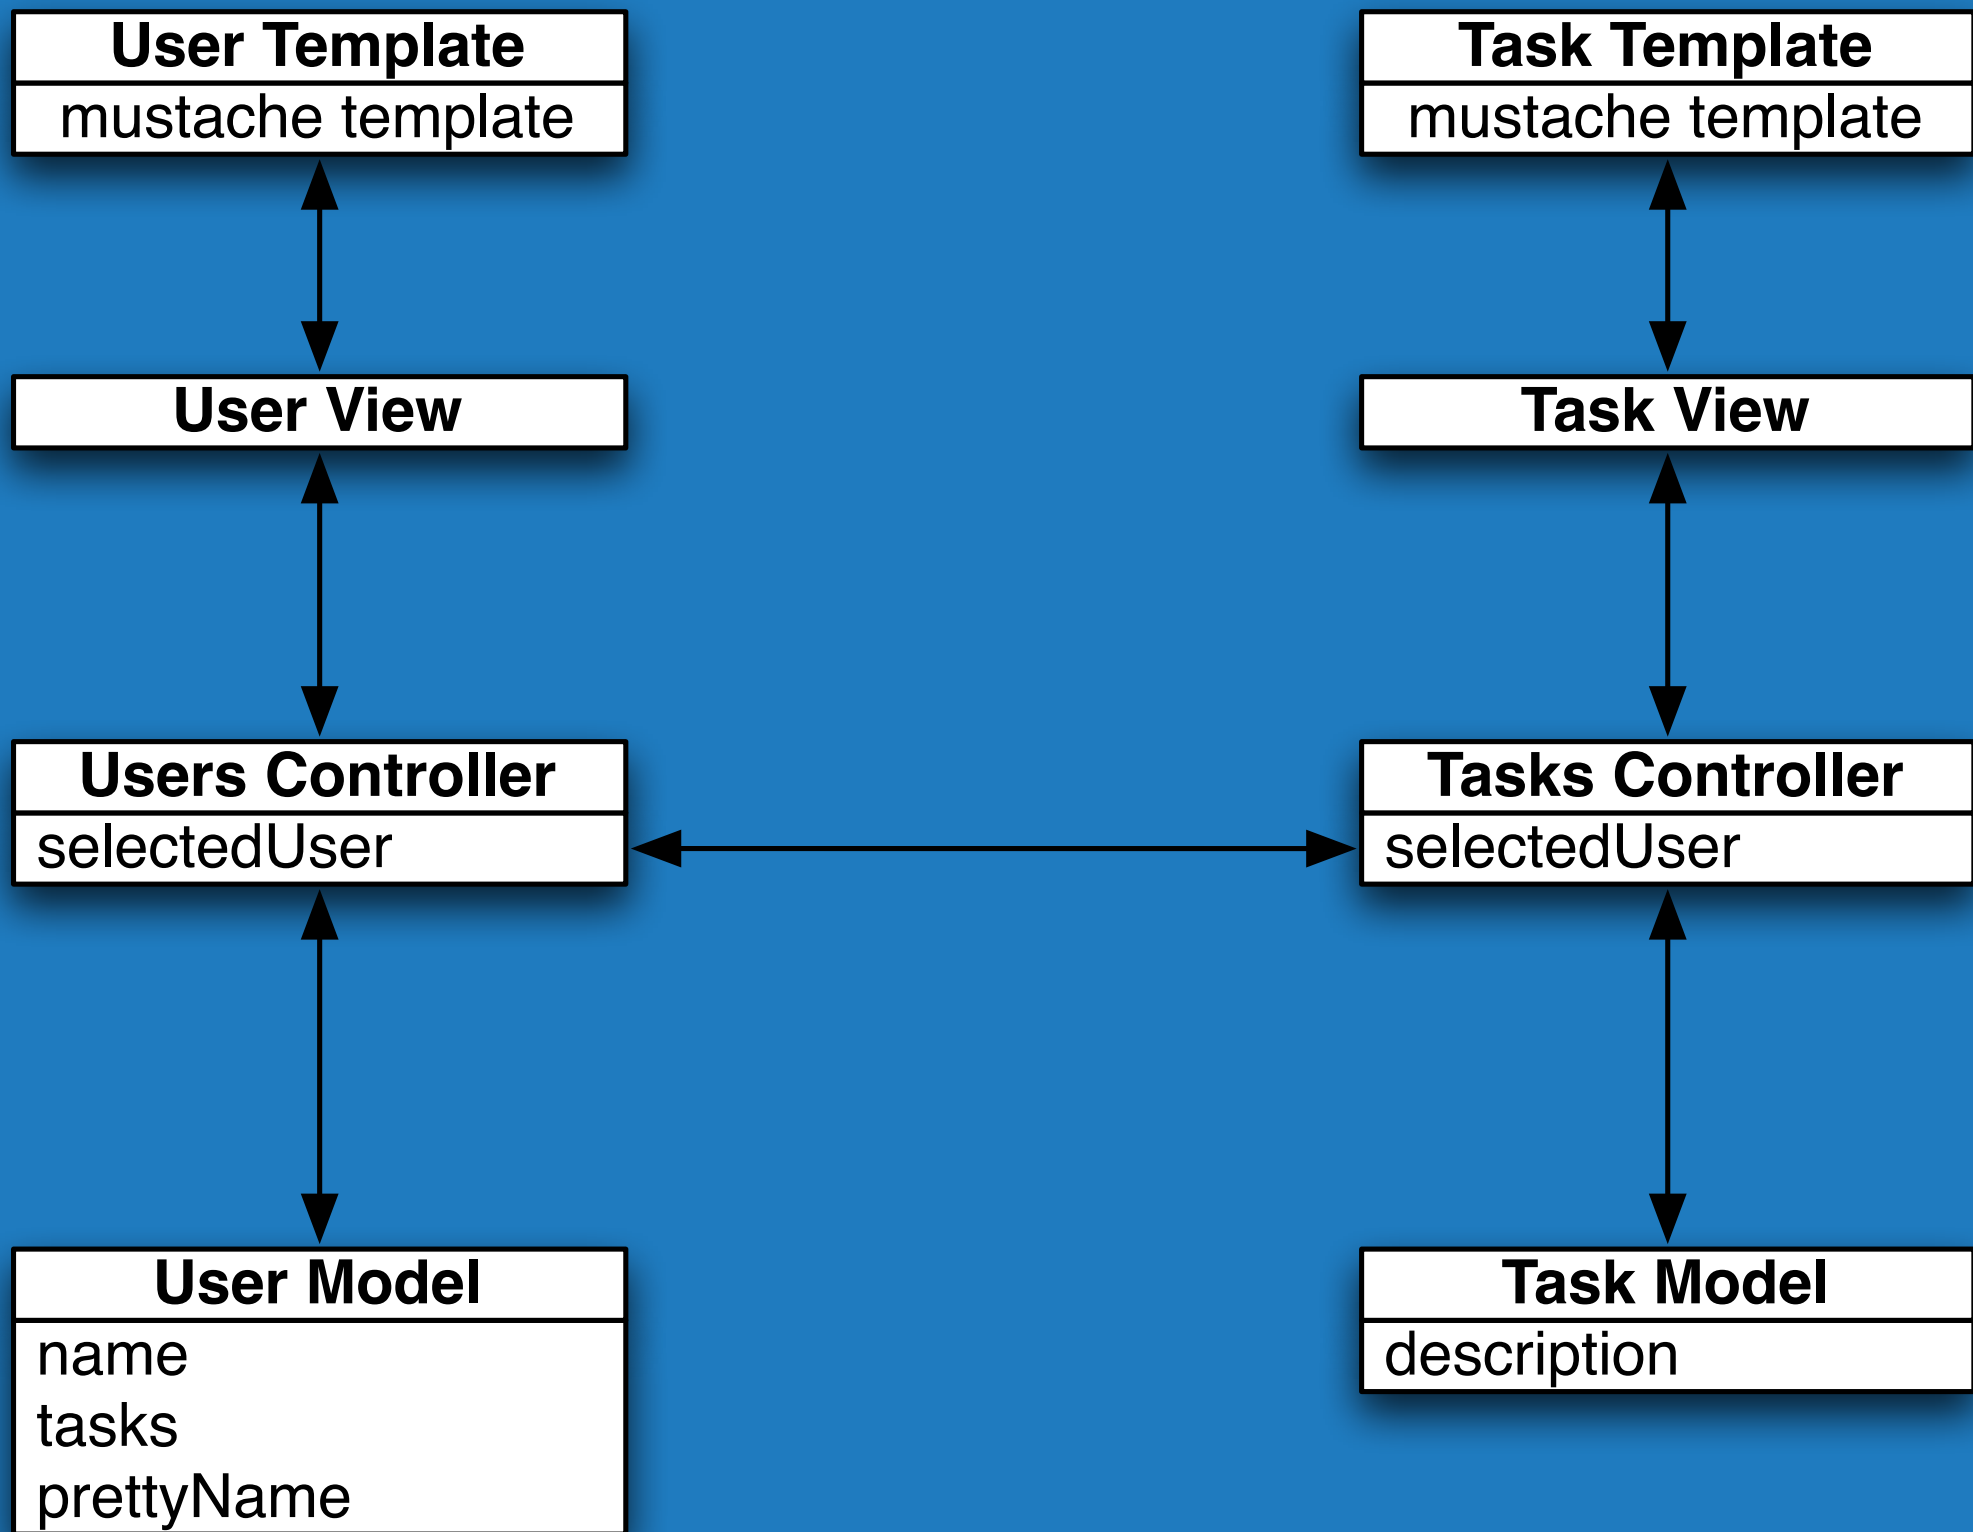 User Template
mustache template
Task Template
mustache template
User View
Task View
Users Controller
selectedUser
Tasks Controller
selectedUser
User Model
name
tasks
prettyName
Task Model
description